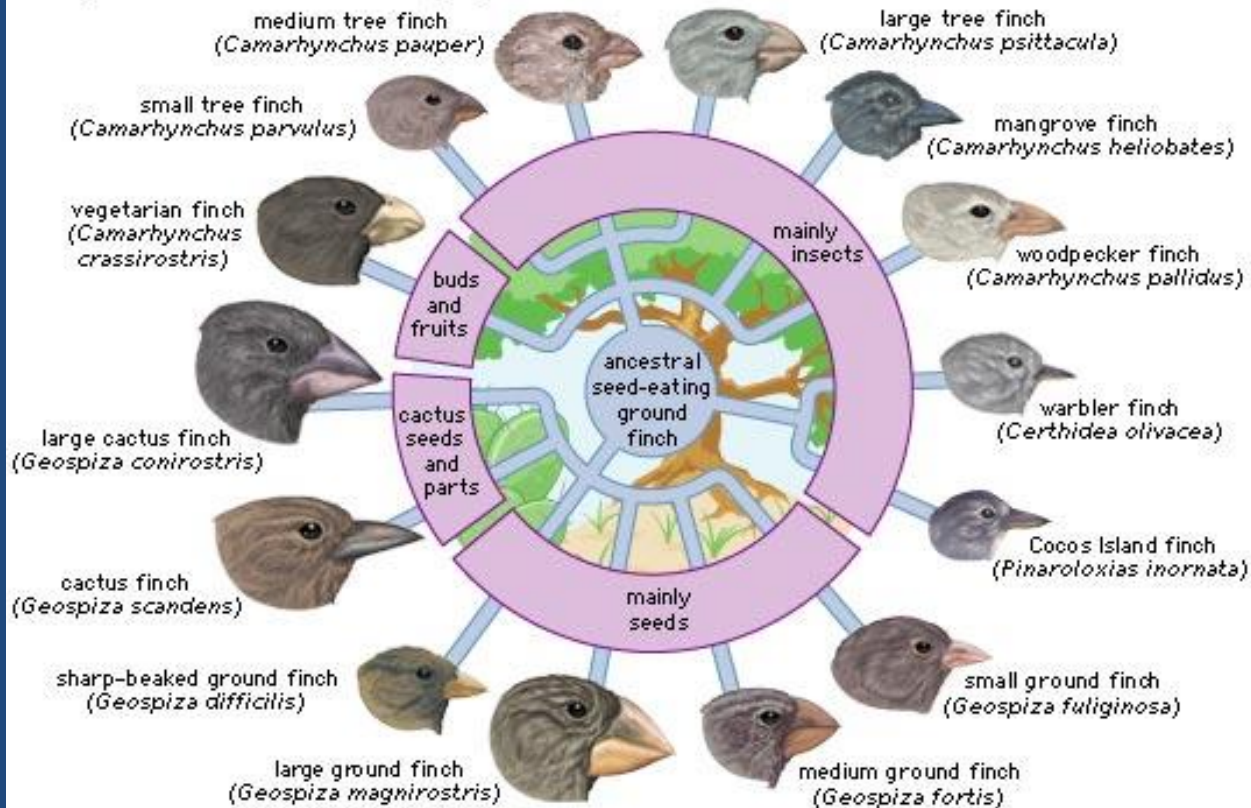 medium tree finch
(Camarhynchus pauper)
large tree finch
(Camarhynchus psittacula)
small tree finch
(Camarhynchus parvulus)
mangrove finch
(Camarhynchus heliobates)
vegetarian finch
(Camarhynchus
crassirostris)
buds
and
fruits
mainly
insects
woodpecker finch
(Camarhynchus pallidus)
ancestral
seed-eating
ground
finch
large cactus finch
(Geospiza conirostris)
cactus
seeds
and
parts
warbler finch
(Certhidea olivacea)
cactus finch
(Geospiza scandens)
Cocos Island finch
(Pinaroloxias inornata)
mainly
seeds
sharp-beaked ground finch
(Geospiza difficilis)
small ground finch
(Geospiza fuliginosa)
large ground finch
(Geospiza magnirostris)
medium ground finch
(Geospiza fortis)